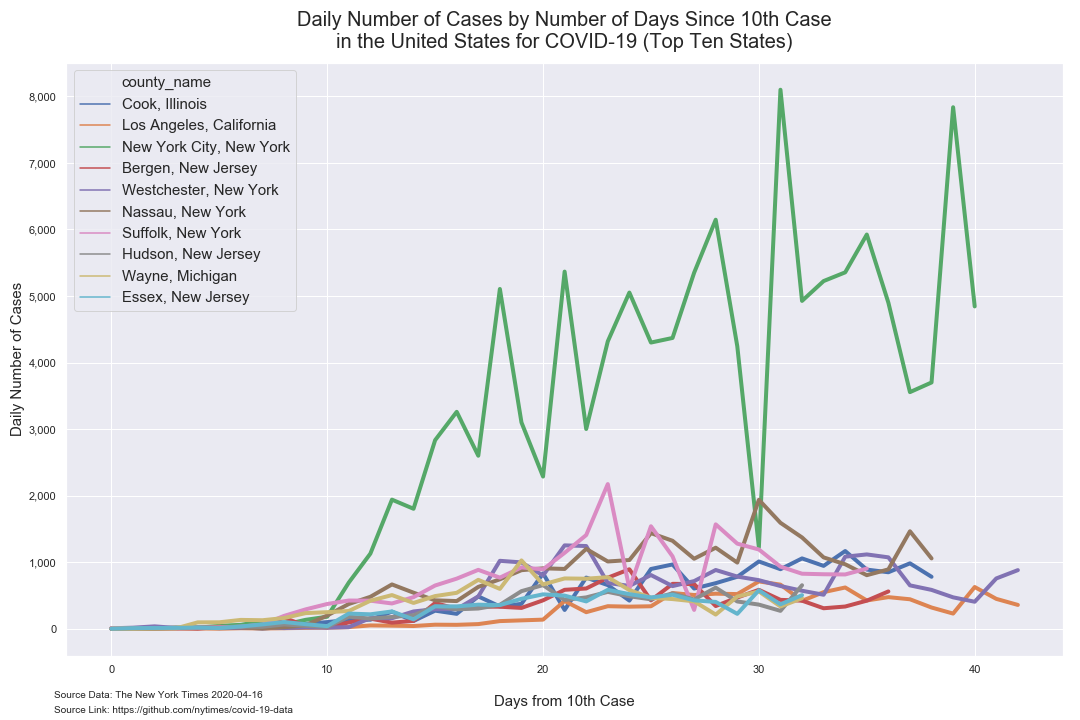 Daily Number of Cases by Number of Days Since 10th Case
in the United States for COVID-19 (Top Ten States)
county_name
Cook, Illinois
Los Angeles, California
New York City, New York
Bergen, New Jersey
Westchester, New York
Nassau, New York
Suffolk, New York
Hudson, New Jersey
Wayne, Michigan
Essex, New Jersey
Daily Number of Cases
8,000
7,000
6,000
5,000
4,000
3,000
2,000
1,000
0
0 10 20 30 40
Days from 10th Case
Source Data: The New York Times 2020-04-16
Source Link: https://github.com/nytimes/covid-19-data